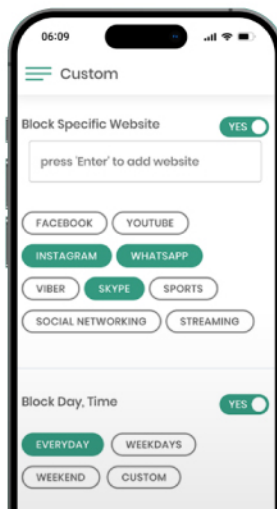 06:09
Custom
Block Specific Website YES
press 'Enter' to add website
FACEBOOK YOUTUBE
INSTAGRAM WHATSAPP
VIBER SKYPE SPORTS
SOCIAL NETWORKING STREAMING
Block Day, Time YES
EVERYDAY WEEKDAYS
WEEKEND CUSTOM